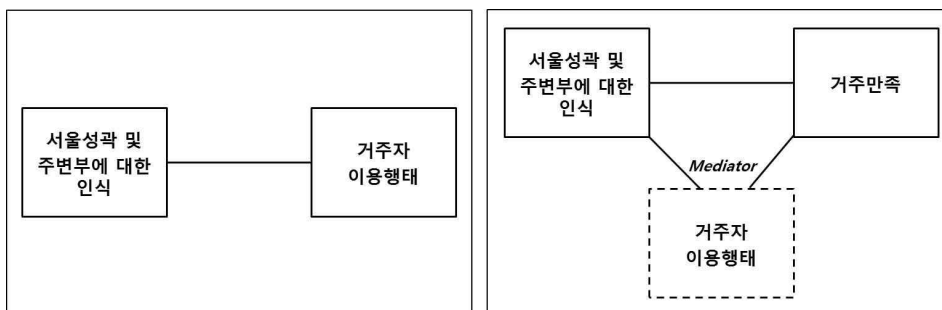 서울성곽 및
주변부에 대한
인식
거주자
이용행태
서울성곽 및
주변부에 대한
인식
거주만족
Mediator
거주자
이용행태